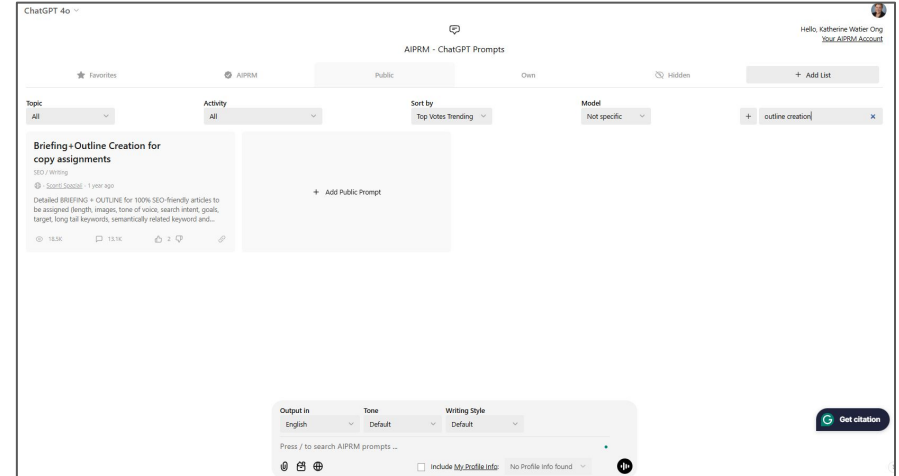 ChatGPT 4o
Hello, Katherine Watier Ong
Your AIPRM Account
AIPRM - ChatGPT Prompts
Favorites
AIPRM
Public
Own
Hidden
+ Add List
Topic
Activity
Sort by
Model
All
All
Top Votes Trending
Not specific
+
outline creation
×
Briefing+Outline Creation for
copy assignments
SEO / Writing
Sconti Spaziali - 1 year ago
Detailed BRIEFING + OUTLINE for 100% SEO-friendly articles to
be assigned (length, images, tone of voice, search intent, goals,
target, long tail keywords, semantically related keyword and...
18.5K
13.1K
2
+ Add Public Prompt
Output in
Tone
Writing Style
English
Default
Default
Press / to search AIPRM prompts ...
Include My Profile Info:
No Profile Info found
G Get citation